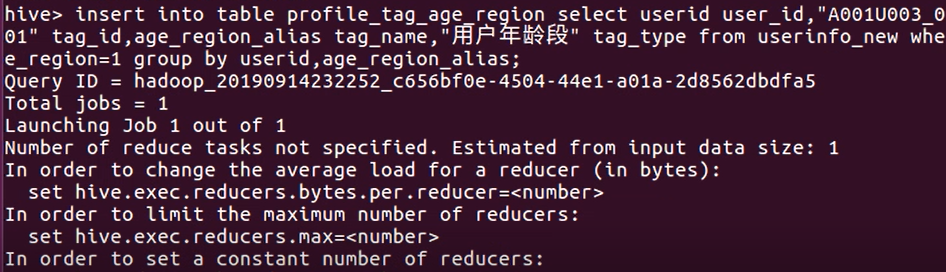 hive> insert into table profile_tag_age_region select userid user_id,"A001U003_0
01" tag_id,age_region_alias tag_name,"用户年龄段" tag_type from userinfo_new whe
e_region=1 group by userid,age_region_alias;
Query ID = hadoop_20190914232252_c656bf0e-4504-44e1-a01a-2d8562dbdfa5
Total jobs = 1
Launching Job 1 out of 1
Number of reduce tasks not specified. Estimated from input data size: 1
In order to change the average load for a reducer (in bytes):
  set hive.exec.reducers.bytes.per.reducer=<number>
In order to limit the maximum number of reducers:
  set hive.exec.reducers.max=<number>
In order to set a constant number of reducers: